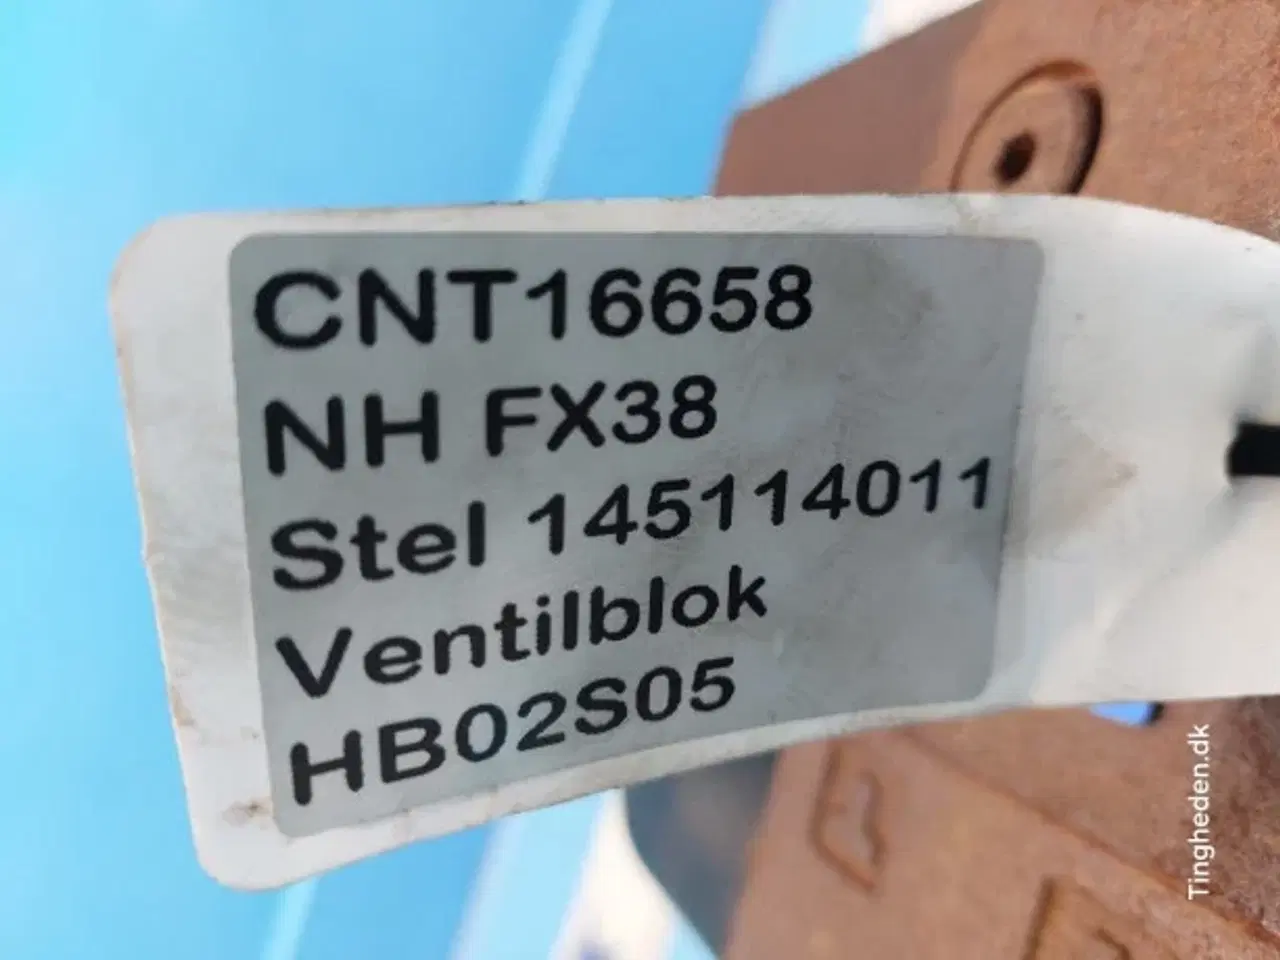 CNT16658
NH FX38
Stel 145114011
Ventilblok
HB02S05
Tingheden.dk